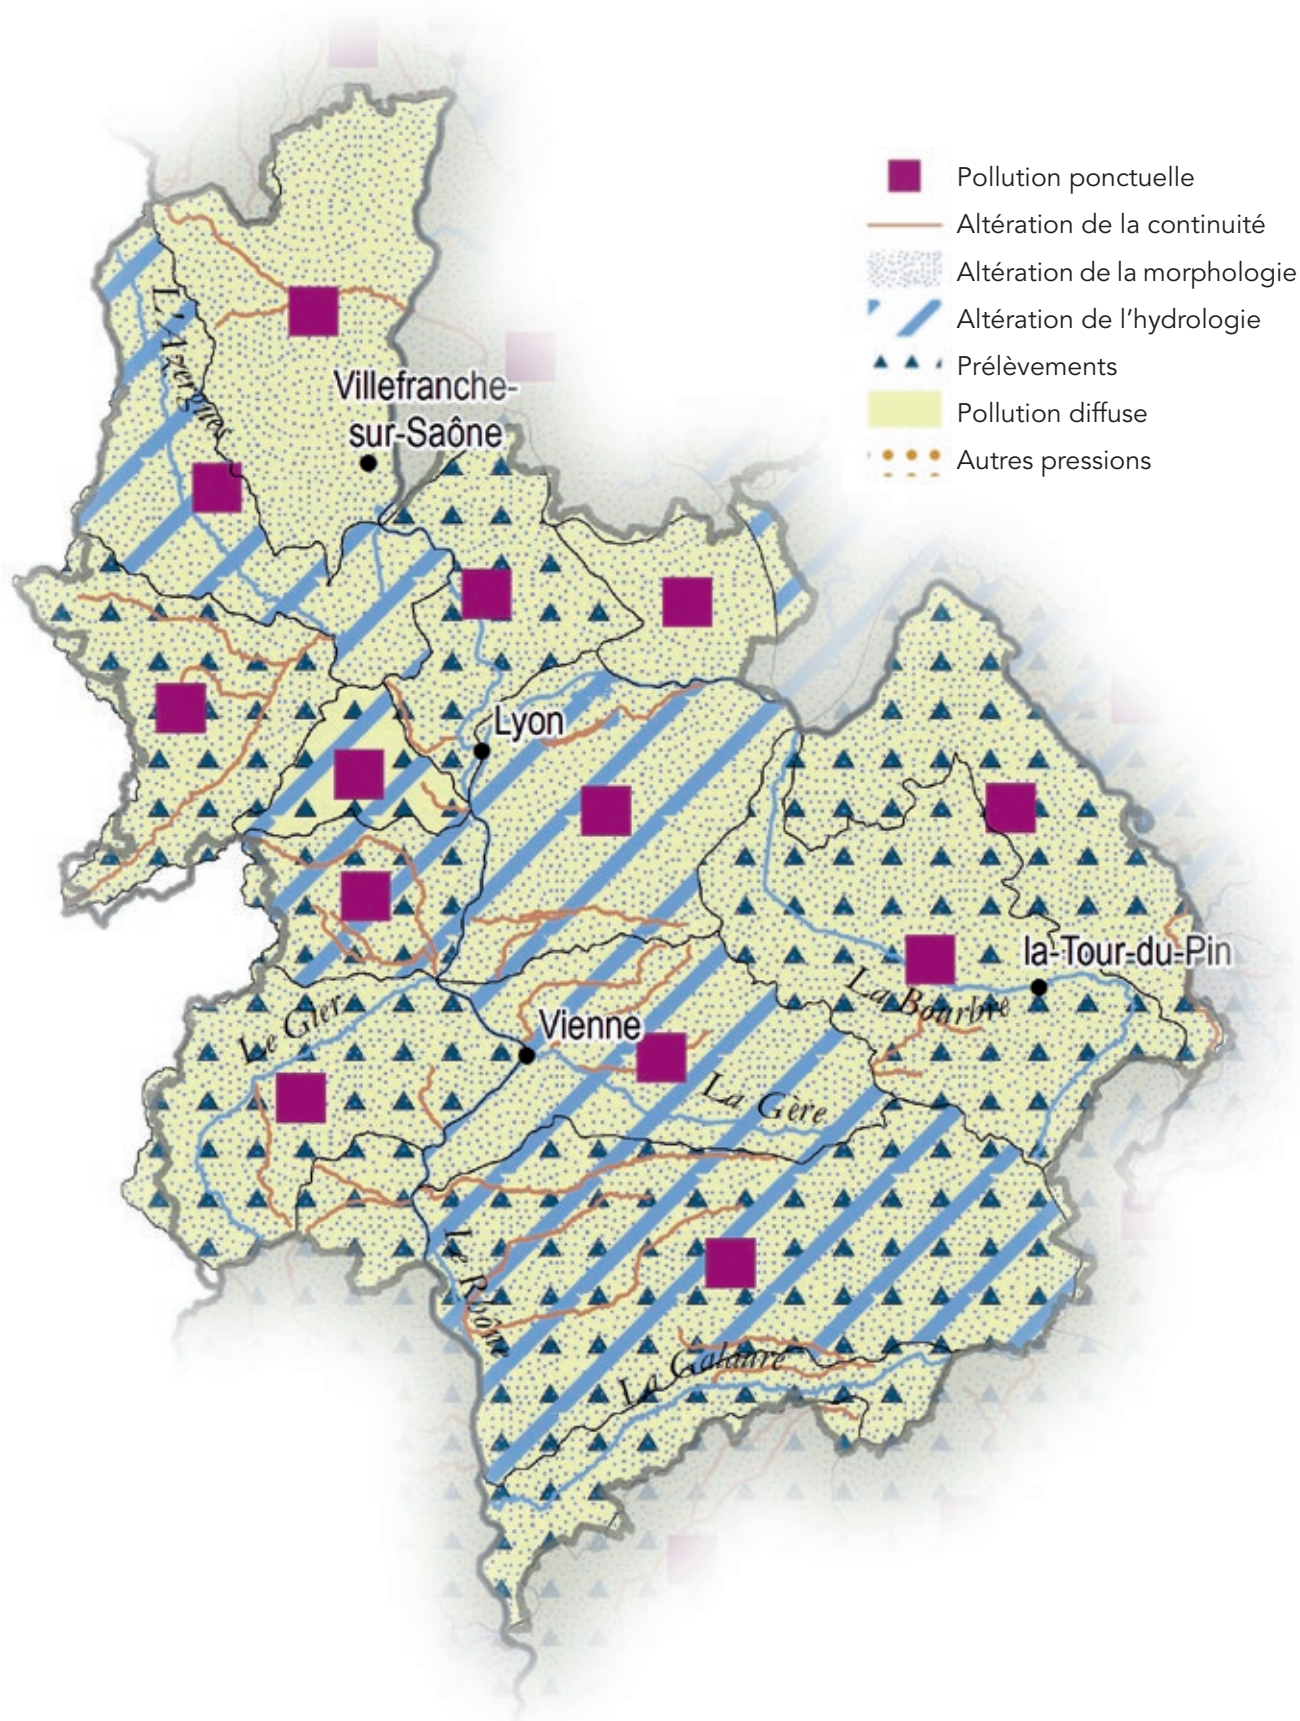 Pollution ponctuelle
Altération de la continuité
Altération de la morphologie
Altération de l'hydrologie
Prélèvements
Pollution diffuse
Autres pressions
L'Azergues
Villefranche-
sur-Saône
Lyon
la-Tour-du-Pin
La Bourbre
Le Gier
Vienne
La Gère
Le Rhône
La Galaure